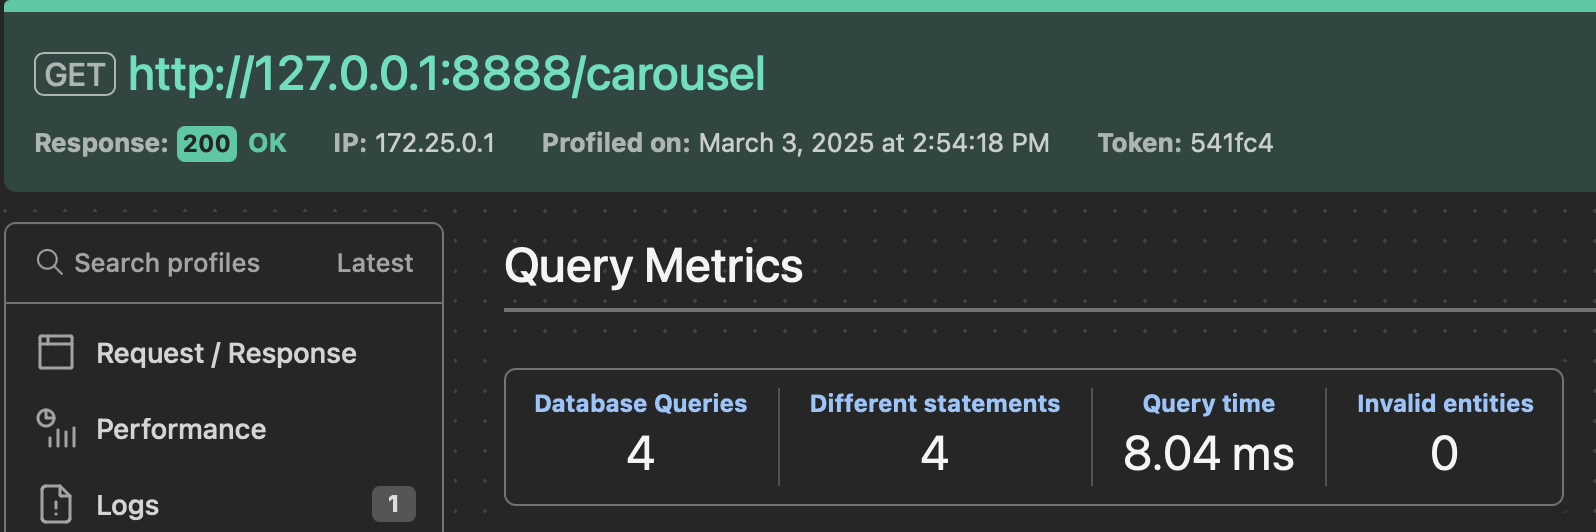 GET http://127.0.0.1:8888/carousel
Response: 200 OK IP: 172.25.0.1 Profiled on: March 3, 2025 at 2:54:18 PM Token: 541fc4
Search profiles Latest
Request / Response
Performance
Logs 1
Query Metrics
Database Queries Different statements Query time Invalid entities
4 4 8.04 ms 0